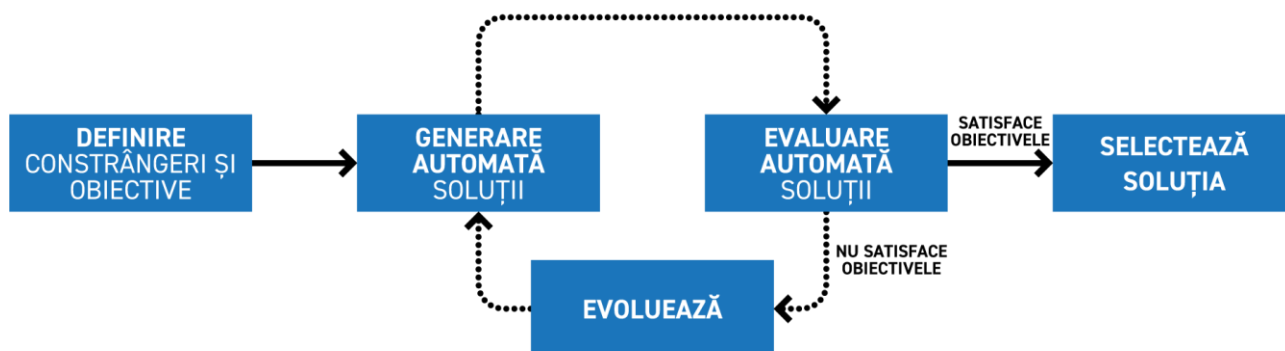 DEFINIRE
CONSTRÂNGERI ȘI
OBIECTIVE
GENERARE
AUTOMATĂ
SOLUȚII
EVALUARE
AUTOMATĂ
SOLUȚII
SATISFACE
OBIECTIVELE
SELECTEAZĂ
SOLUȚIA
NU SATISFACE
OBIECTIVELE
EVOLUEAZĂ